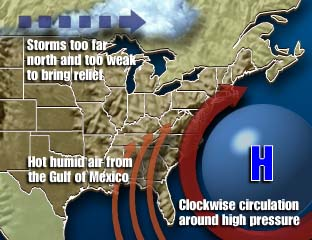 Storms too far
north and too weak
to bring relief
Hot humid air from
the Gulf of Mexico
H
Clockwise circulation
around high pressure